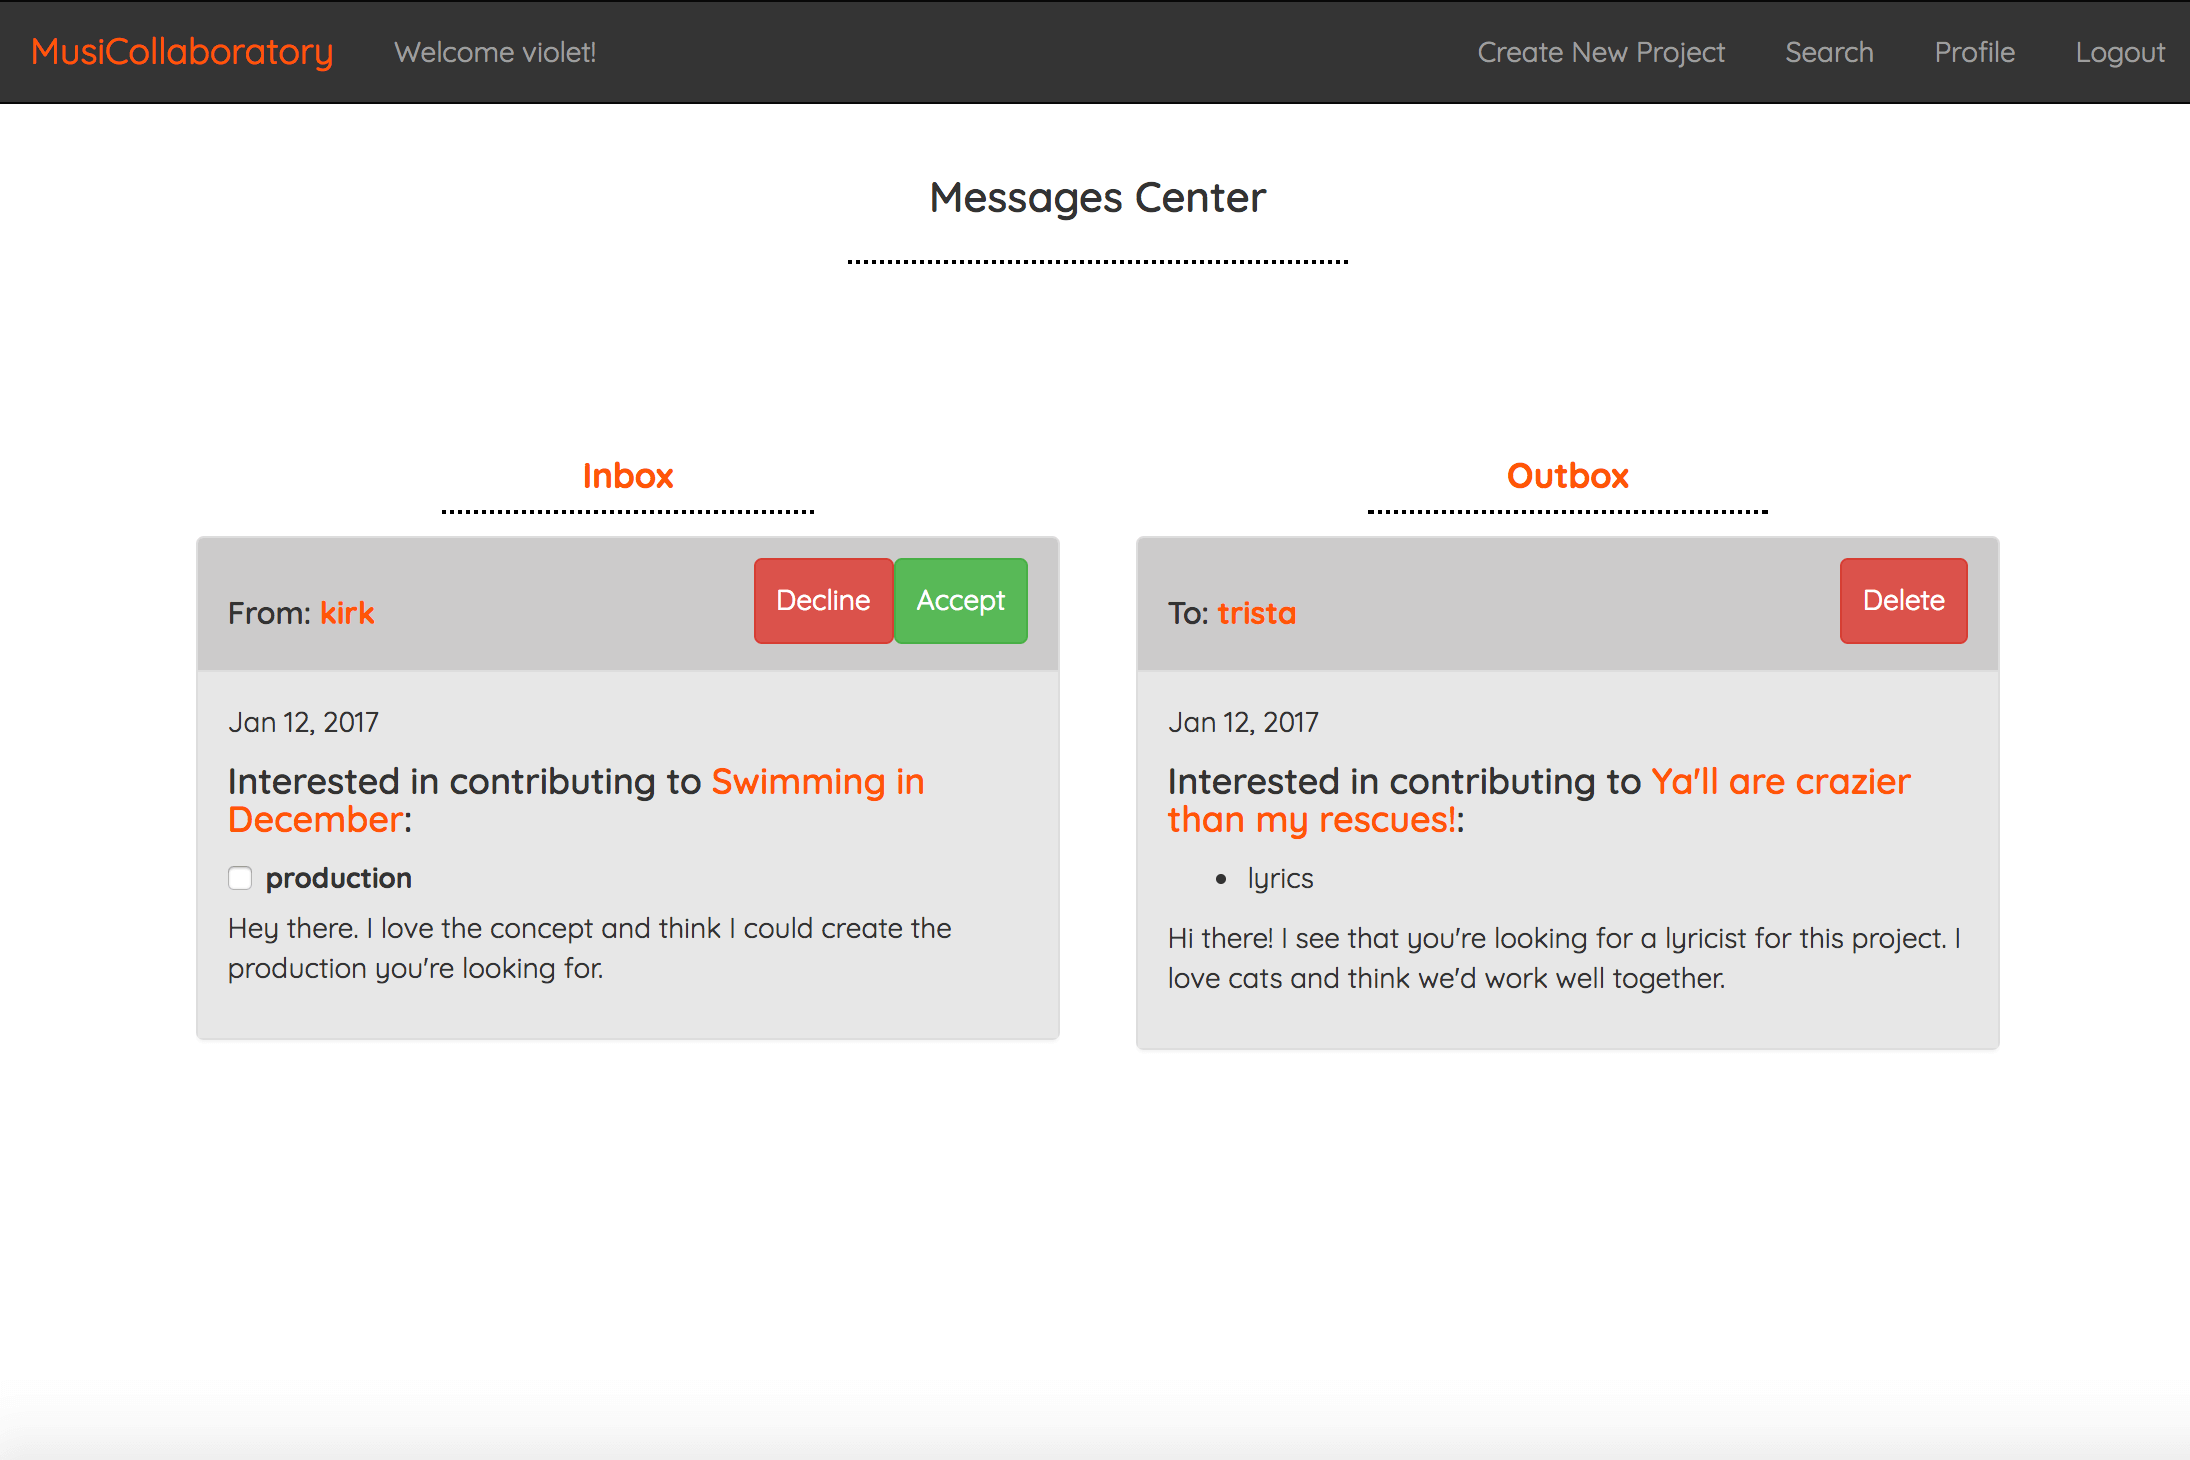 MusiCollaboratory Welcome violet! Create New Project Search Profile Logout
Messages Center
Inbox
From: kirk Decline Accept
Jan 12, 2017
Interested in contributing to Swimming in
December:
production
Hey there. I love the concept and think I could create the
production you're looking for.
Outbox
To: trista Delete
Jan 12, 2017
Interested in contributing to Ya'll are crazier
than my rescues!:
• lyrics
Hi there! I see that you're looking for a lyricist for this project. I
love cats and think we'd work well together.